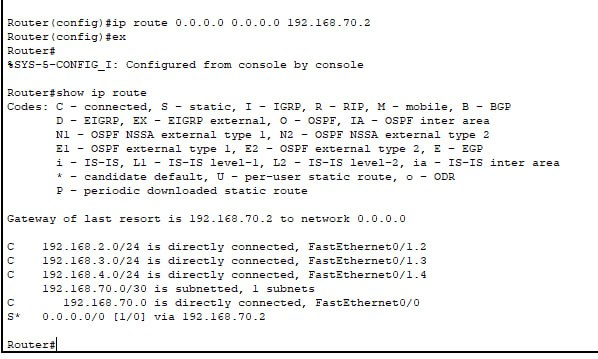 Router(config)#ip route 0.0.0.0 0.0.0.0 192.168.70.2
Router(config)#ex
Router#
%SYS-5-CONFIG_I: Configured from console by console
Router#show ip route
Codes: C - connected, S - static, I - IGRP, R - RIP, M - mobile, B - BGP
D - EIGRP, EX - EIGRP external, O - OSPF, IA - OSPF inter area
N1 - OSPF NSSA external type 1, N2 - OSPF NSSA external type 2
E1 - OSPF external type 1, E2 - OSPF external type 2, E - EGP
i - IS-IS, L1 - IS-IS level-1, L2 - IS-IS level-2, ia - IS-IS inter area
* - candidate default, U - per-user static route, o - ODR
P - periodic downloaded static route
Gateway of last resort is 192.168.70.2 to network 0.0.0.0
C 192.168.2.0/24 is directly connected, FastEthernet0/1.2
C 192.168.3.0/24 is directly connected, FastEthernet0/1.3
C 192.168.4.0/24 is directly connected, FastEthernet0/1.4
192.168.70.0/30 is subnetted, 1 subnets
C 192.168.70.0 is directly connected, FastEthernet0/0
S* 0.0.0.0/0 [1/0] via 192.168.70.2
Router#